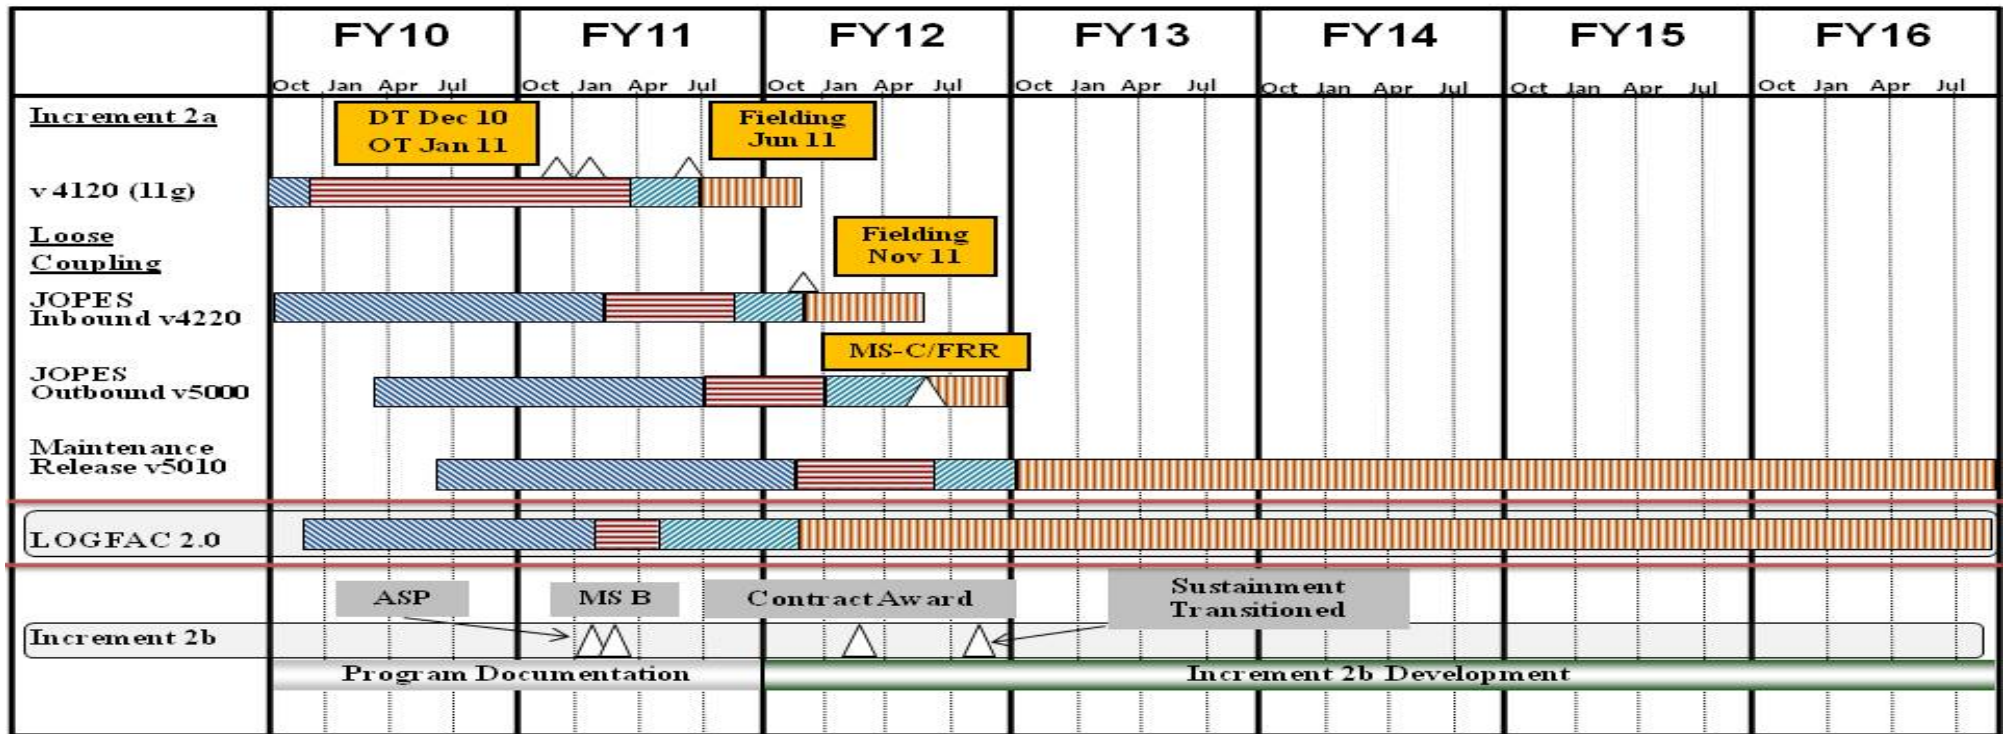 FY10 FY11 FY12 FY13 FY14 FY15 FY16
Oct Jan Apr Jul Oct Jan Apr Jul Oct Jan Apr Jul Oct Jan Apr Jul Oct Jan Apr Jul Oct Jan Apr Jul Oct Jan Apr Jul
Increment 2a
DT Dec 10
OT Jan 11
Fielding
Jun 11
v 4120 (11g)
Loose
Coupling
Fielding
Nov 11
JOPES
Inbound v4220
MS-C/FRR
JOPES
Outbound v5000
Maintenance
Release v5010
LOGFAC 2.0
ASP MS B Contract Award
Sustainment
Transitioned
Increment 2b
Program Documentation Increment 2b Development